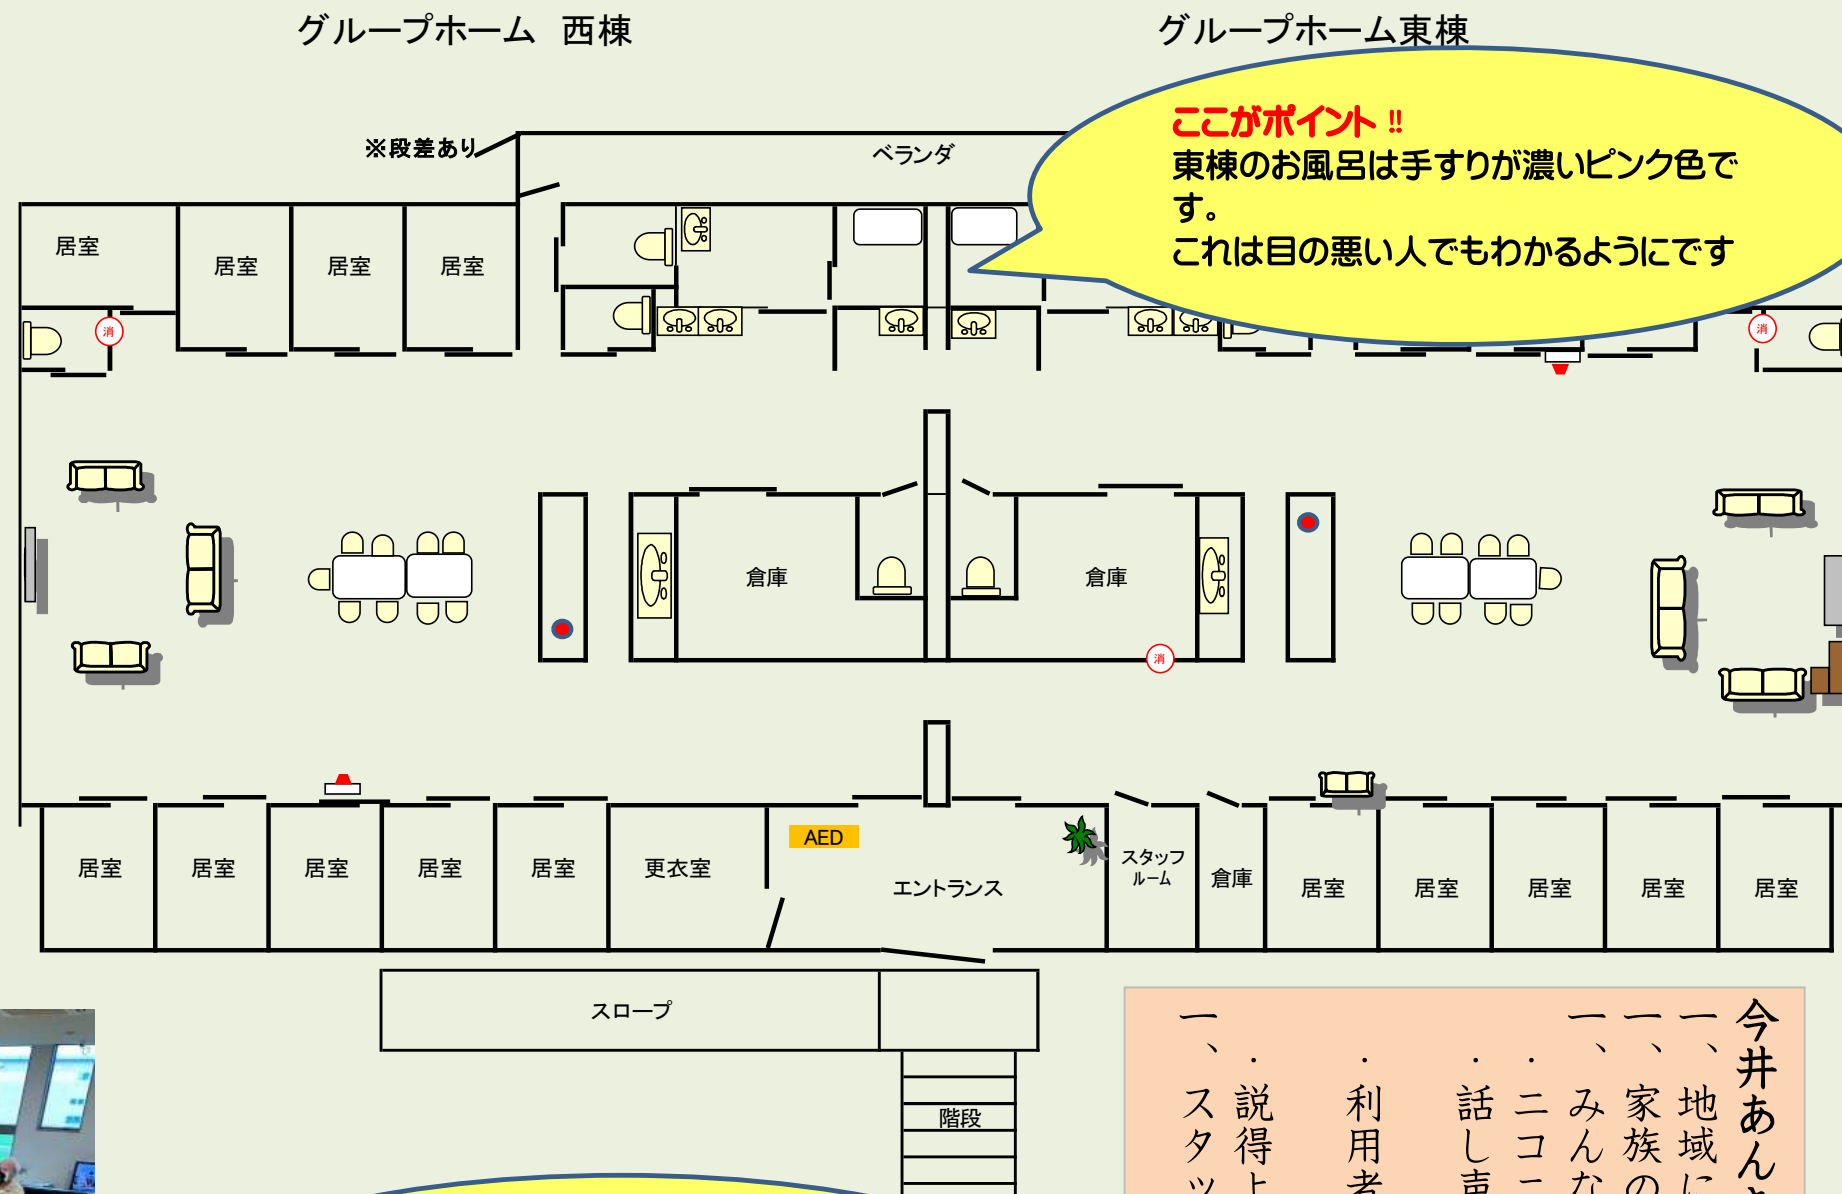 グループホーム　西棟
グループホーム東棟
ここがポイント‼
東棟のお風呂は手すりが濃いピンク色で
す。
これは目の悪い人でもわかるようにです
※段差あり
ベランダ
居室
居室
居室
居室
消
消
倉庫
倉庫
消
AED
居室
居室
居室
居室
居室
更衣室
エントランス
スタッフ
ルーム
倉庫
居室
居室
居室
居室
居室
スロープ
階段
今井あん
一、地域に
一、家族の
一、みんな
・ニコニ
・話し声
・利用者
・説得よ
一、スタッ